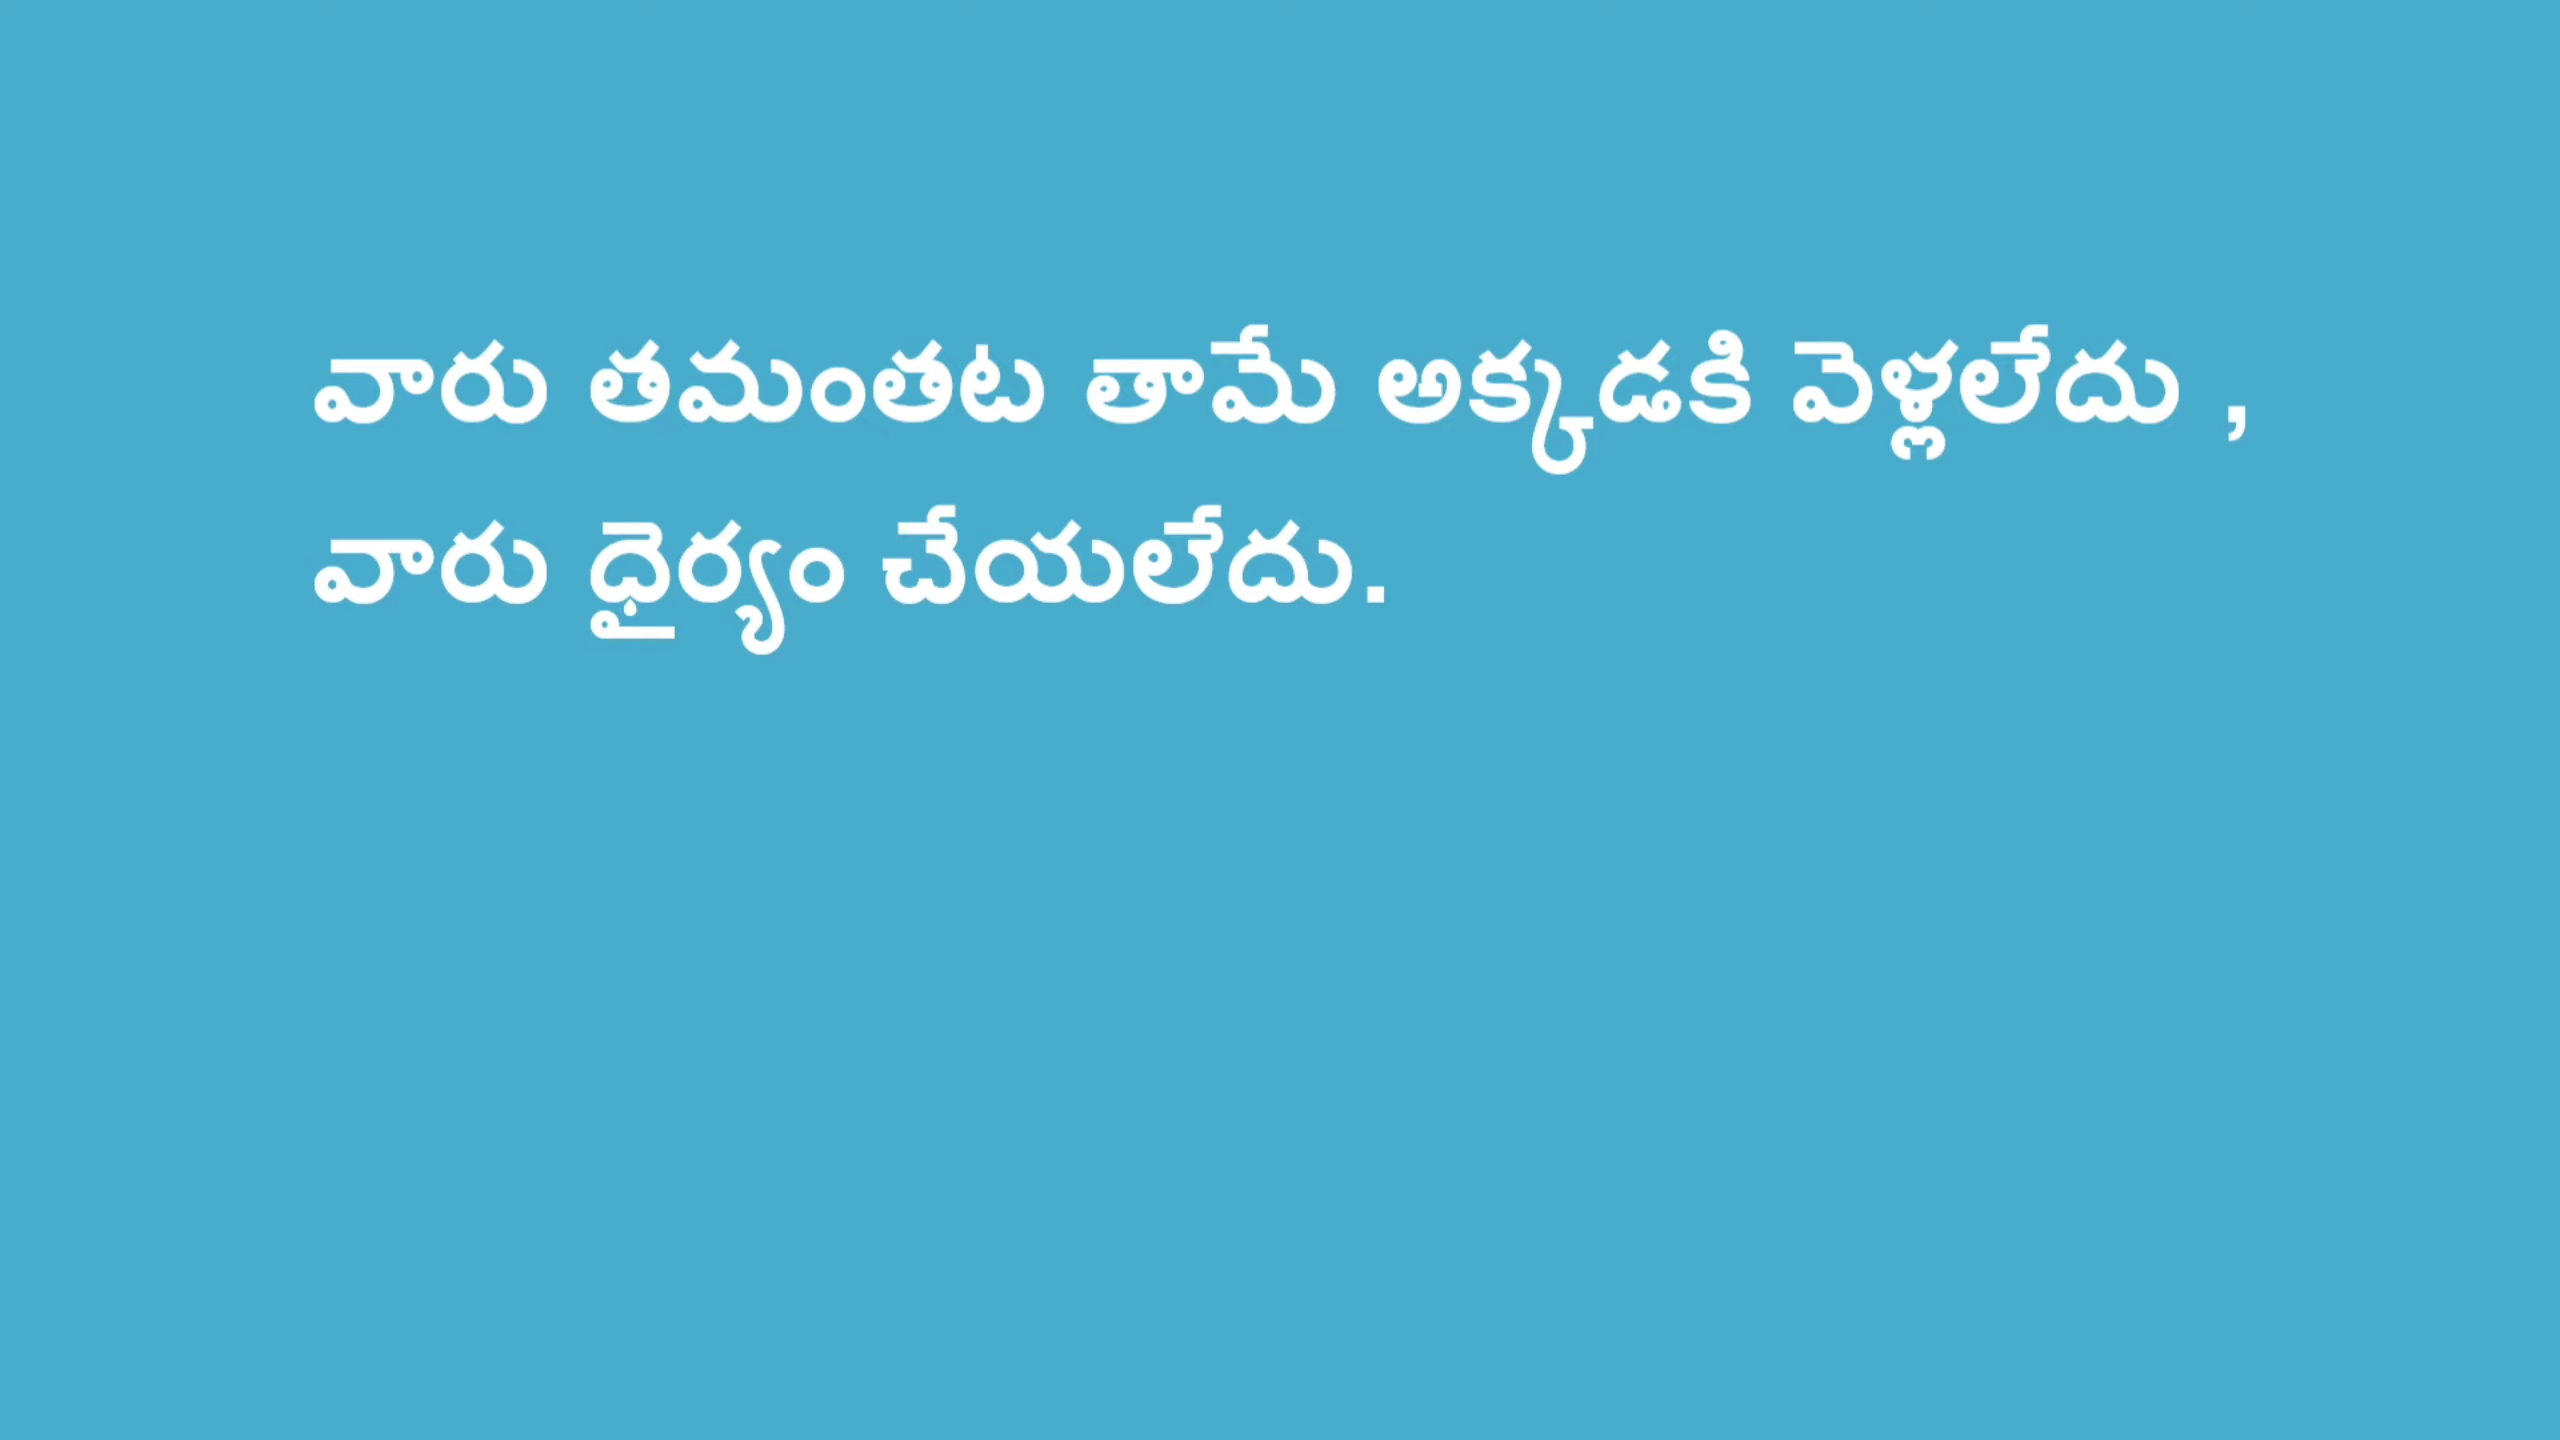 వారు తమంతట తామే అక్కడకి వెళ్లలేదు ,
వారు ధైర్యం చేయలేదు.